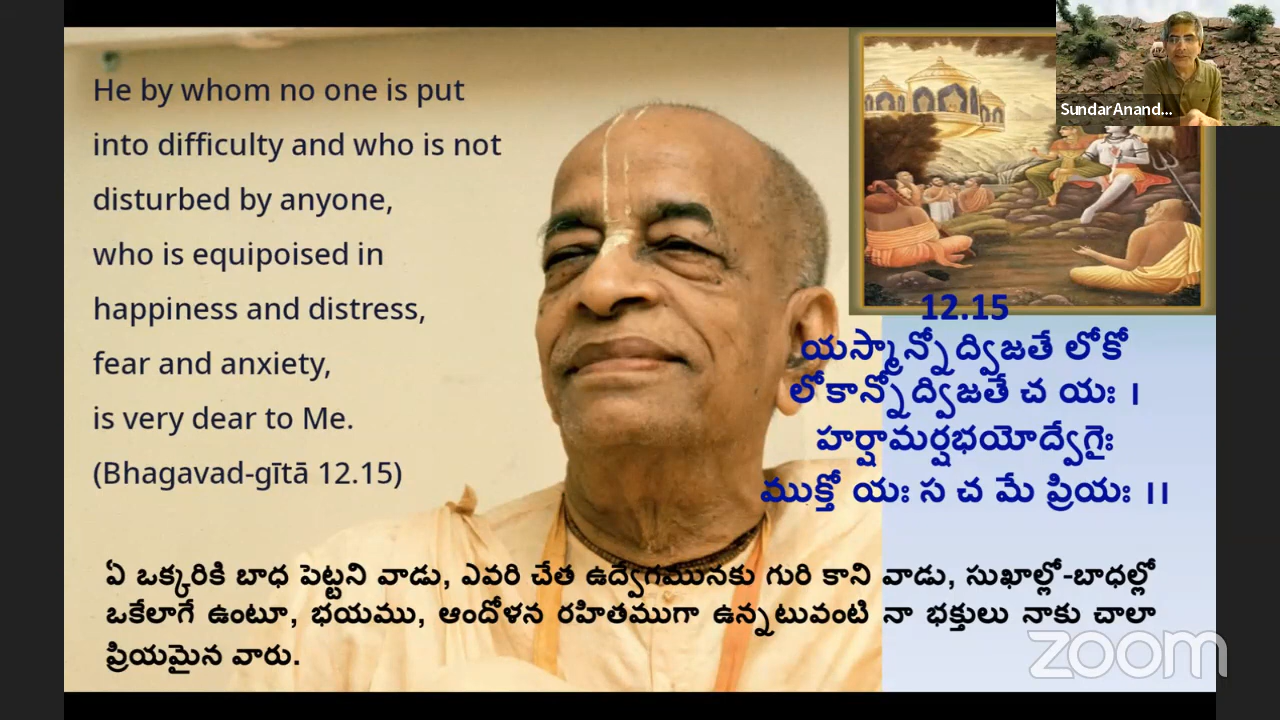 He by whom no one is put
into difficulty and who is not
disturbed by anyone,
who is equipoised in
happiness and distress,
fear and anxiety,
is very dear to Me.
(Bhagavad-gītā 12.15)
SundarAnand...
12.15
యస్మాన్నోద్విజతే లోకో
లోకాన్నోద్విజతే చ యః ।
హర్షామర్షభయోద్వేగైః
ముక్తో యః స చ మే ప్రియః ।।
ఏ ఒక్కరికి బాధ పెట్టని వాడు, ఎవరి చేత ఉద్వేగమునకు గురి కాని వాడు, సుఖాల్లో-బాధల్లో
ఒకేలాగే ఉంటూ, భయము, ఆందోళన రహితముగా ఉన్నటువంటి నా భక్తులు నాకు చాలా
ప్రియమైన వారు.
zoom